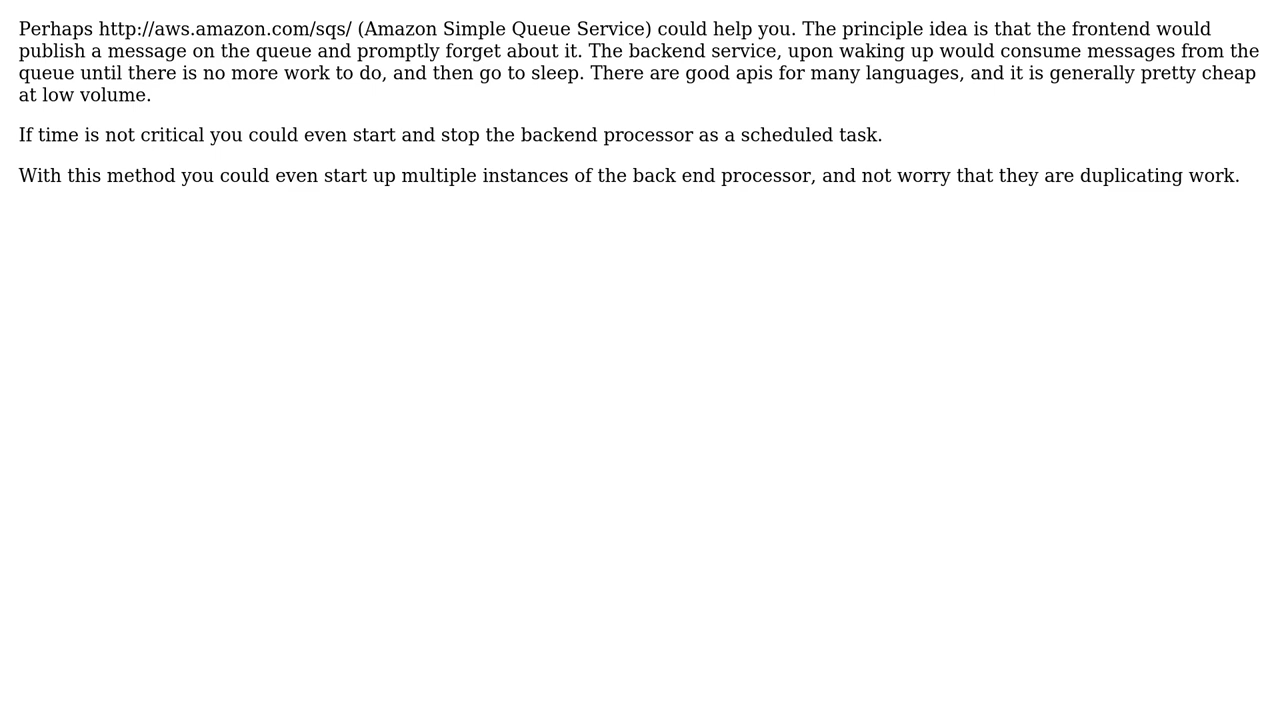 Perhaps http://aws.amazon.com/sqs/ (Amazon Simple Queue Service) could help you. The principle idea is that the frontend would
publish a message on the queue and promptly forget about it. The backend service, upon waking up would consume messages from the
queue until there is no more work to do, and then go to sleep. There are good apis for many languages, and it is generally pretty cheap
at low volume.
If time is not critical you could even start and stop the backend processor as a scheduled task.
With this method you could even start up multiple instances of the back end processor, and not worry that they are duplicating work.